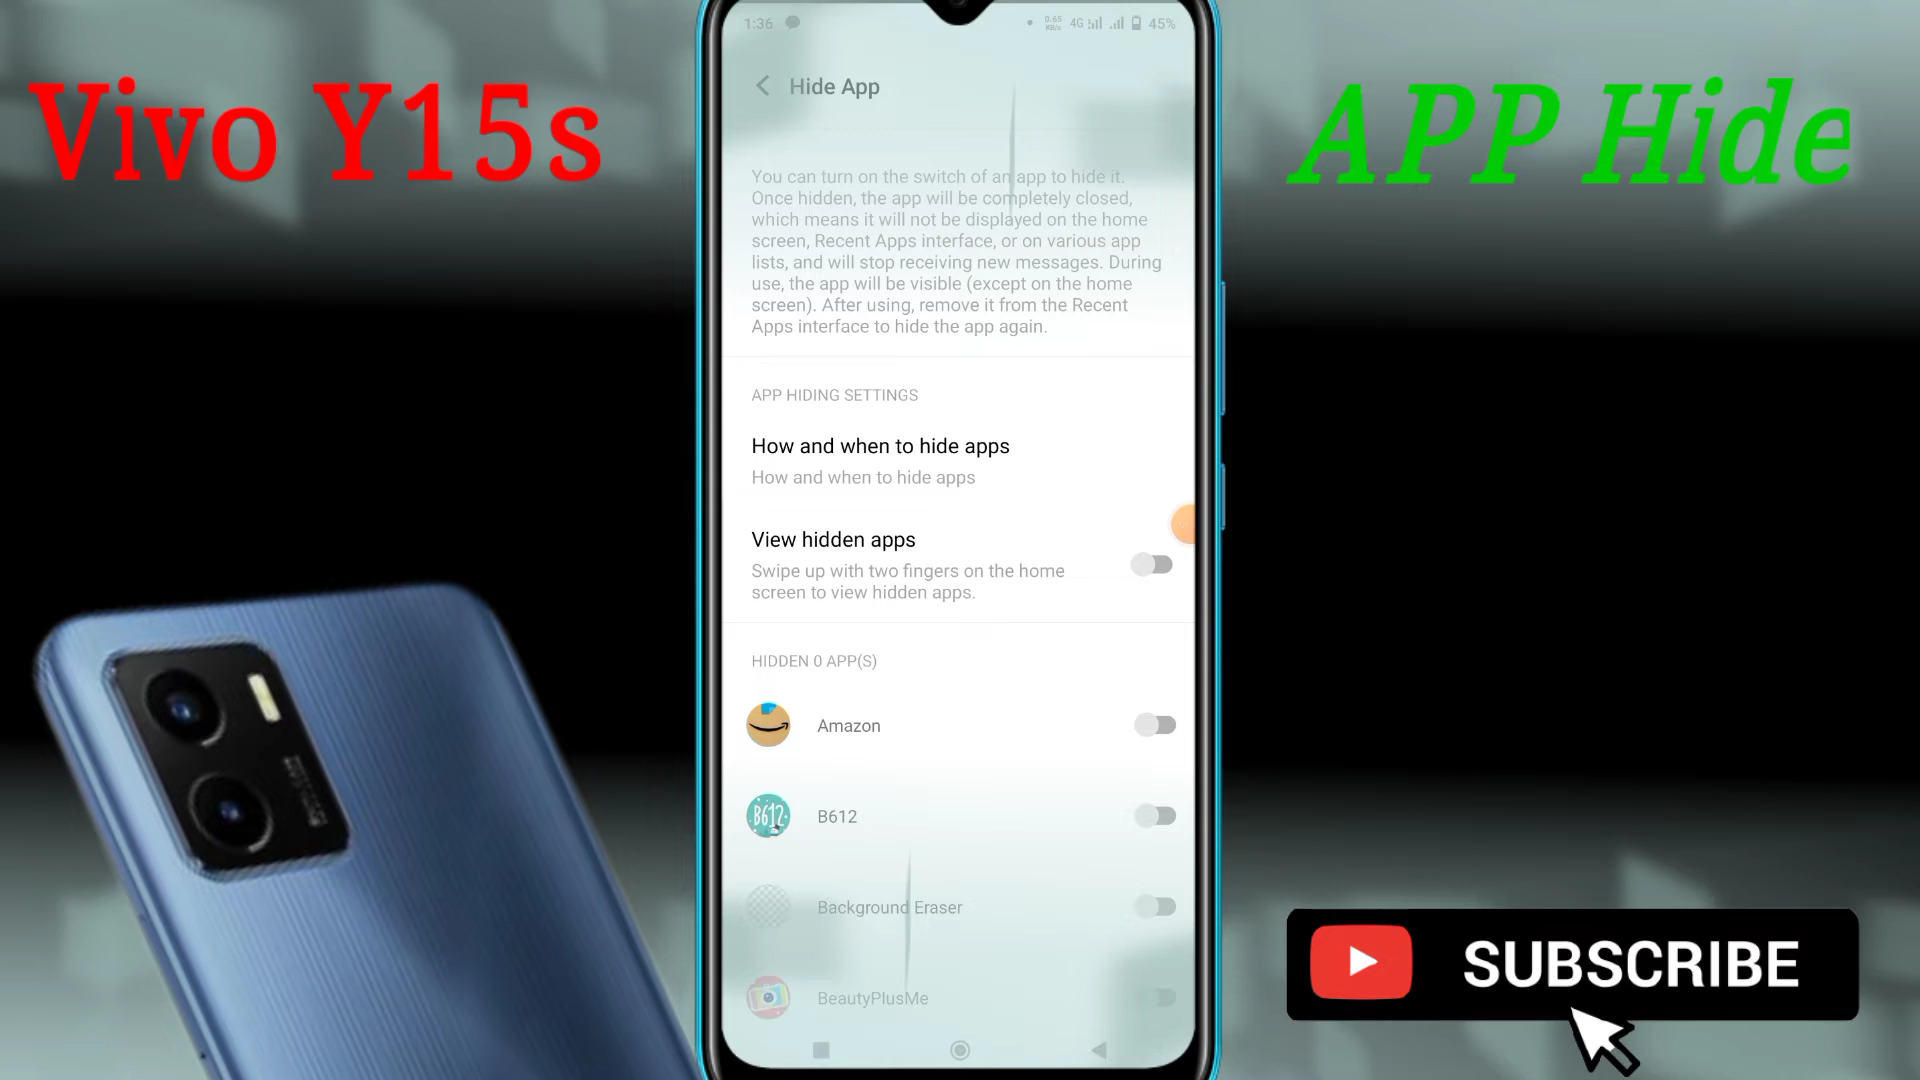 Vivo Y15s
APP Hide
1:36
0.65
KB/s
4G
45%
Hide App
You can turn on the switch of an app to hide it.
Once hidden, the app will be completely closed,
which means it will not be displayed on the home
screen, Recent Apps interface, or on various app
lists, and will stop receiving new messages. During
use, the app will be visible (except on the home
screen). After using, remove it from the Recent
Apps interface to hide the app again.
APP HIDING SETTINGS
How and when to hide apps
How and when to hide apps
View hidden apps
Swipe up with two fingers on the home
screen to view hidden apps.
HIDDEN 0 APP(S)
Amazon
B612
B612
Background Eraser
BeautyPlusMe
SUBSCRIBE